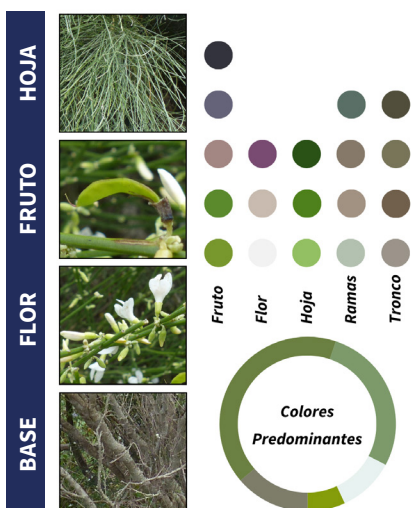 HOJA
FRUTO
FLOR
BASE
Fruto
Flor
Hoja
Ramas
Tronco
Colores
Predominantes